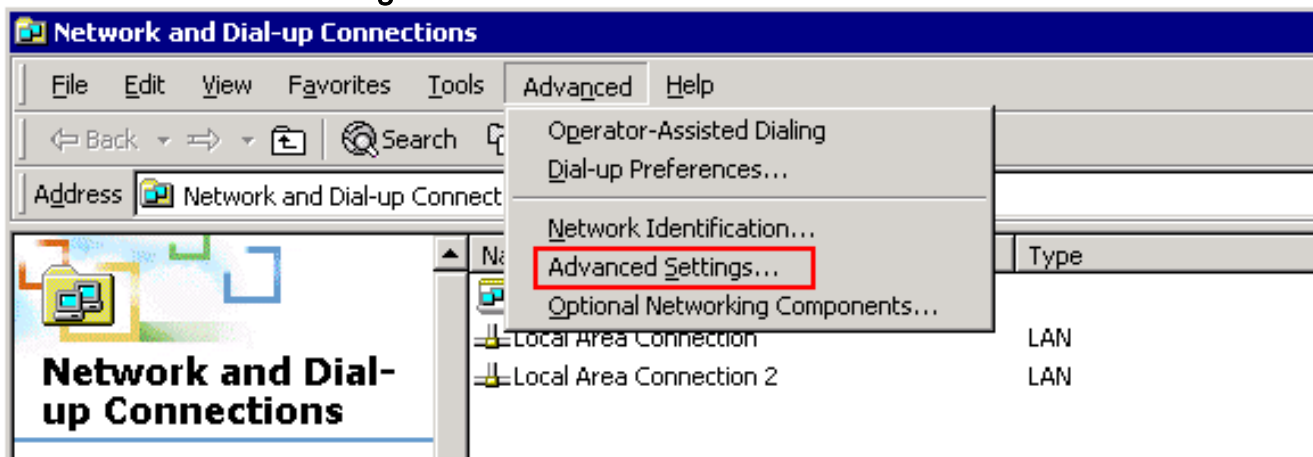 Network and Dial-up Connections
File Edit View Favorites Tools Advanced Help
Back Search
Operator-Assisted Dialing
Dial-up Preferences...
Address Network and Dial-up Connect
Network Identification...
Advanced Settings...
Optional Networking Components...
Type
Local Area Connection LAN
Local Area Connection 2 LAN
Network and Dial-
up Connections